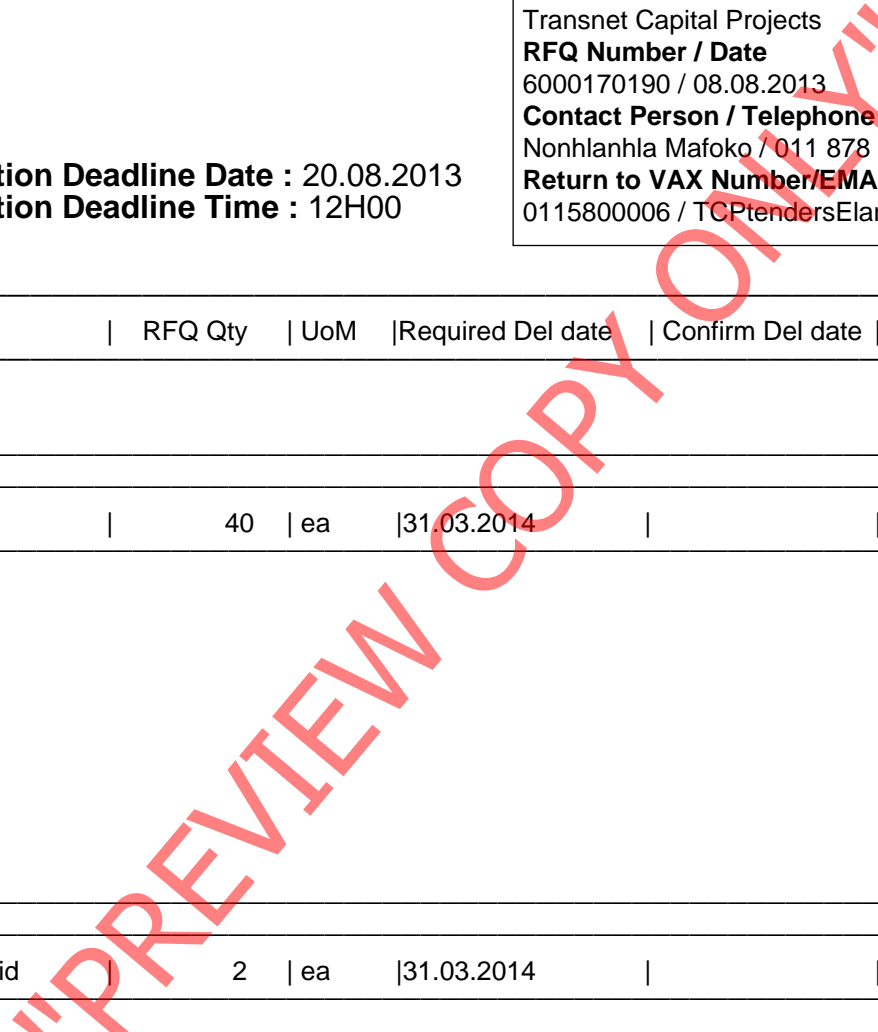 Transnet Capital Projects
RFQ Number / Date
6000170190 / 08.08.2013
Contact Person / Telephone
Nonhlanhla Mafoko / 011 878
tion Deadline Date : 20.08.2013
Return to VAX Number/EMA
tion Deadline Time : 12H00
0115800006 / TCPtendersElan
| RFQ Qty | UoM |Required Del date | Confirm Del date |
| 40 | ea |31.03.2014 | |
id | 2 | ea |31.03.2014 | |
"PREVIEW COPY ONLY"